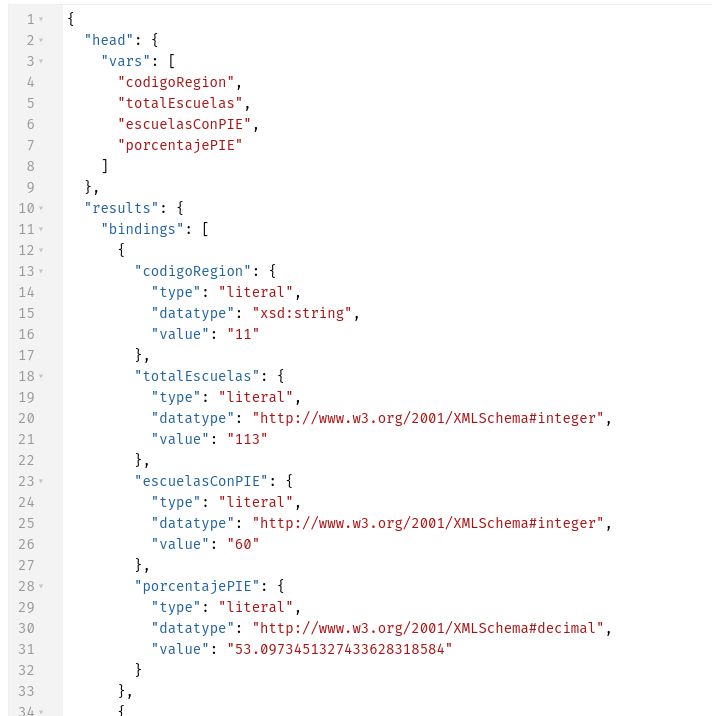 1 {
2 "head": {
3 "vars": [
4 "codigoRegion",
5 "totalEscuelas",
6 "escuelasConPIE",
7 "porcentajePIE"
8 ]
9 },
10 "results": {
11 "bindings": [
12 {
13 "codigoRegion": {
14 "type": "literal",
15 "datatype": "xsd:string",
16 "value": "11"
17 },
18 "totalEscuelas": {
19 "type": "literal",
20 "datatype": "http://www.w3.org/2001/XMLSchema#integer",
21 "value": "113"
22 },
23 "escuelasConPIE": {
24 "type": "literal",
25 "datatype": "http://www.w3.org/2001/XMLSchema#integer",
26 "value": "60"
27 },
28 "porcentajePIE": {
29 "type": "literal",
30 "datatype": "http://www.w3.org/2001/XMLSchema#decimal",
31 "value": "53.0973451327433628318584"
32 }
33 },
34 {